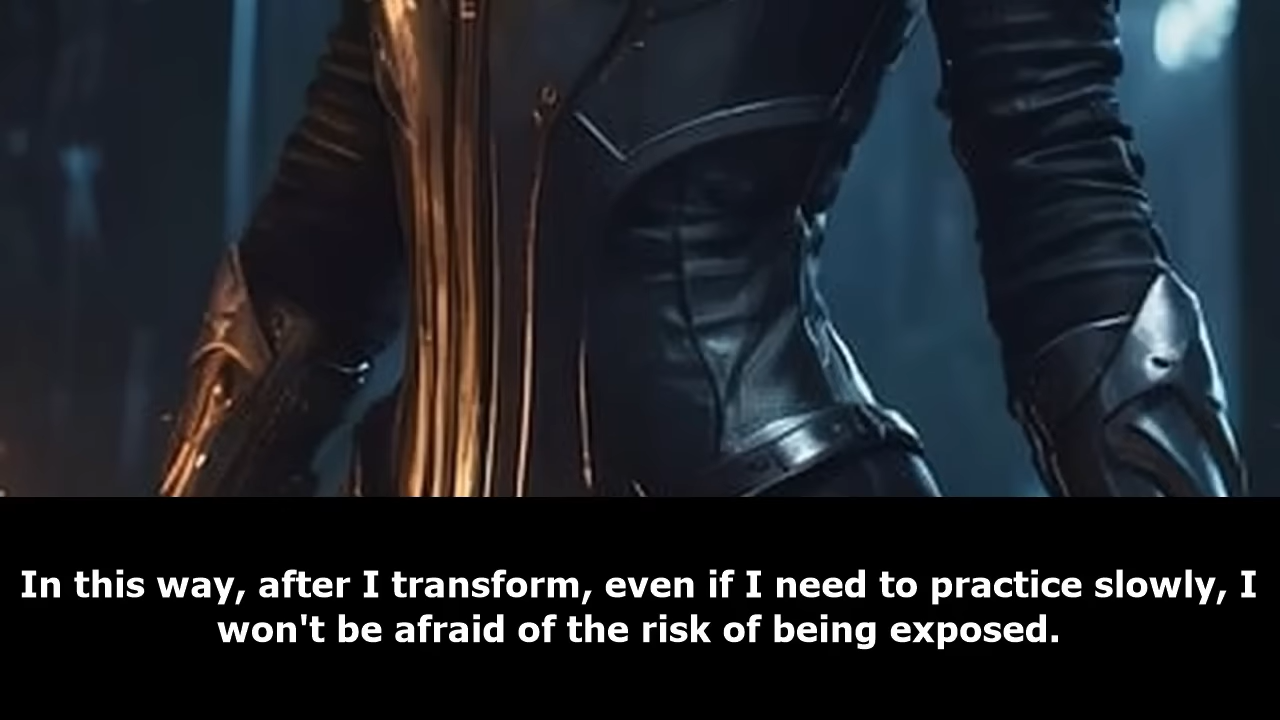 In this way, after I transform, even if I need to practice slowly, I
won't be afraid of the risk of being exposed.